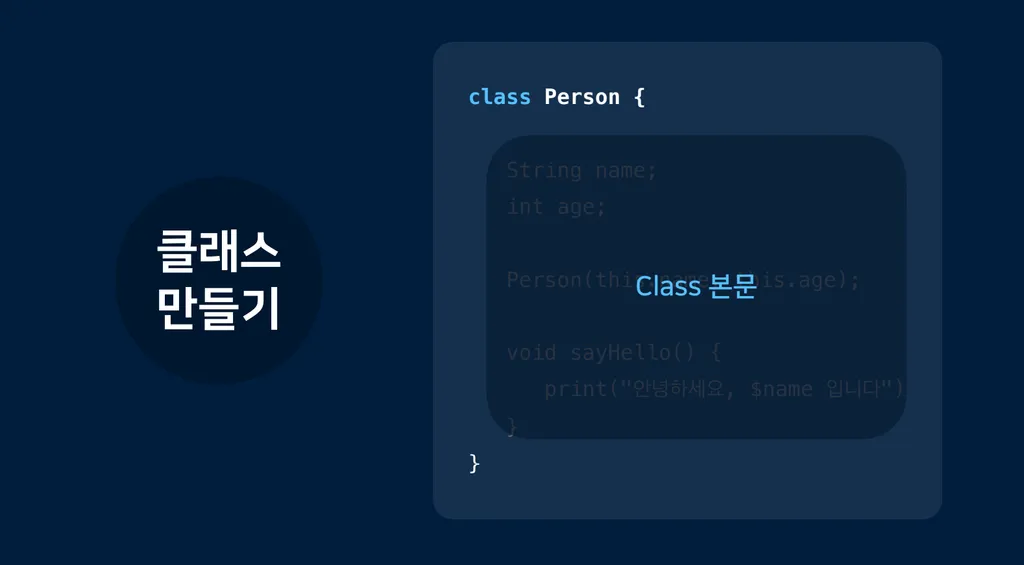 클래스
만들기
class Person {
String name;
int age;
Person(this.name, this.age);
Class 본문
void sayHello() {
print("안녕하세요, $name 입니다")
}
}